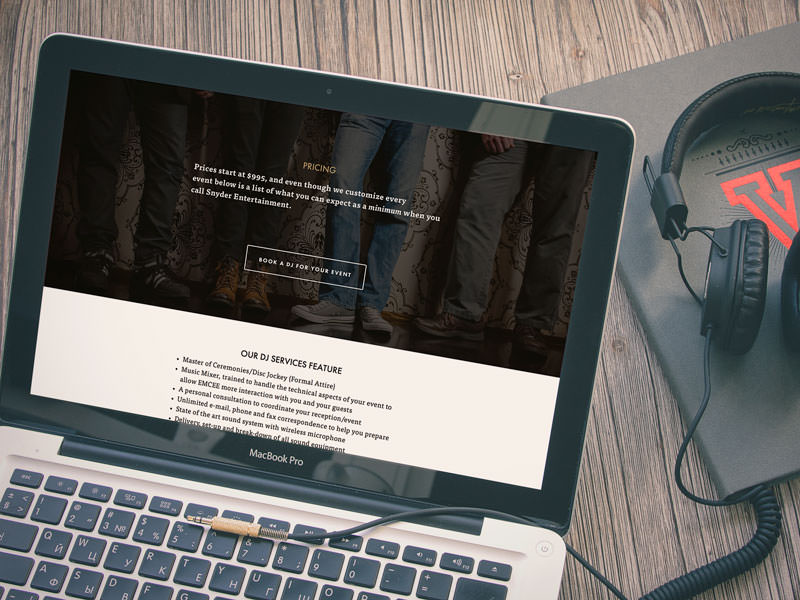 PRICING
Prices start at $995, and even though we customize every
event below is a list of what you can expect as a minimum when you
call Snyder Entertainment.
BOOK A DJ FOR YOUR EVENT
OUR DJ SERVICES FEATURE
• Master of Ceremonies/Disc Jockey (Formal Attire)
• Music Mixer, trained to handle the technical aspects of your event to
allow EMCEE more interaction with you and your guests
• A personal consultation to coordinate your reception/event
• Unlimited e-mail, phone and fax correspondence to help you prepare
• State of the art sound system with wireless microphone
• Delivery, set-up and break-down of all sound equipment
MacBook Pro
esc